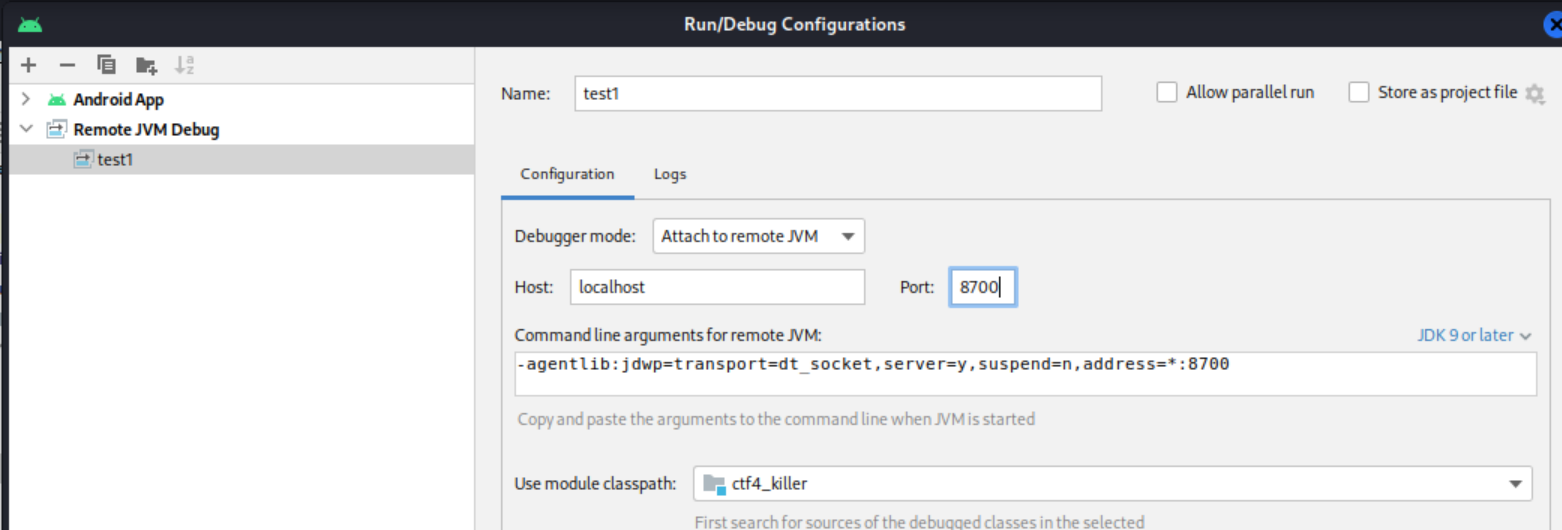 Run/Debug Configurations
Android App
Remote JVM Debug
test1
Name: test1 Allow parallel run Store as project file
Configuration Logs
Debugger mode: Attach to remote JVM
Host: localhost Port: 8700
Command line arguments for remote JVM: JDK 9 or later
-agentlib:jdwp=transport=dt_socket,server=y,suspend=n,address=*:8700
Copy and paste the arguments to the command line when JVM is started
Use module classpath: ctf4_killer
First search for sources of the debugged classes in the selected